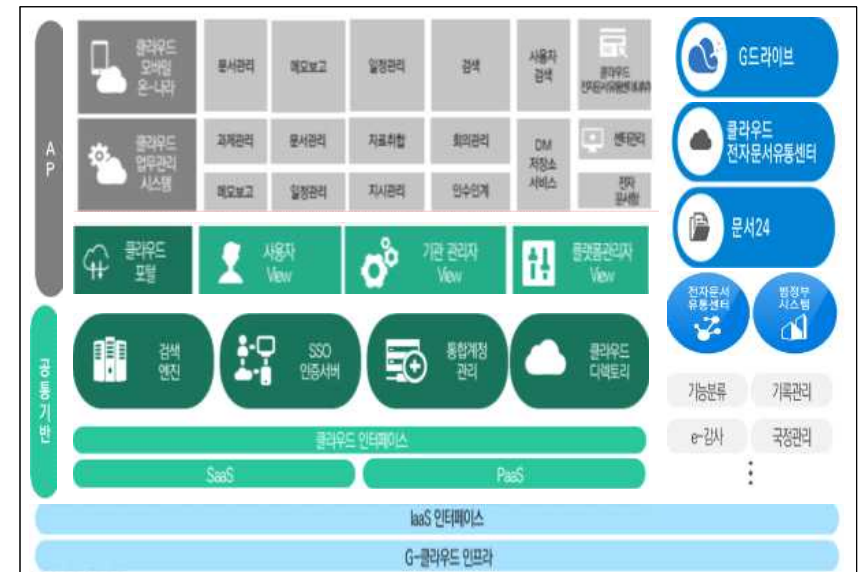 AP
클라우드
모바일
온-나라
문서관리
메모보고
일정관리
검색
사용자
검색
클라우드
클라우드
업무관리
시스템
과제관리
문서관리
자료취합
회의관리
DM
저장소
서비스
센터관리
메모보고
일정관리
지시관리
인수인계
전자
문서함
클라우드
포털
사용자
View
기관 관리자
View
플랫폼관리자
View
공통기반
검색
엔진
SSO
인증서버
통합계정
관리
클라우드
디렉토리
클라우드 인터페이스
SaaS
PaaS
IaaS 인터페이스
G-클라우드 인프라
G드라이브
클라우드
전자문서유통센터
문서24
전자문서
유통센터
범정부
시스템
기능분류
기록관리
e-감사
국정관리